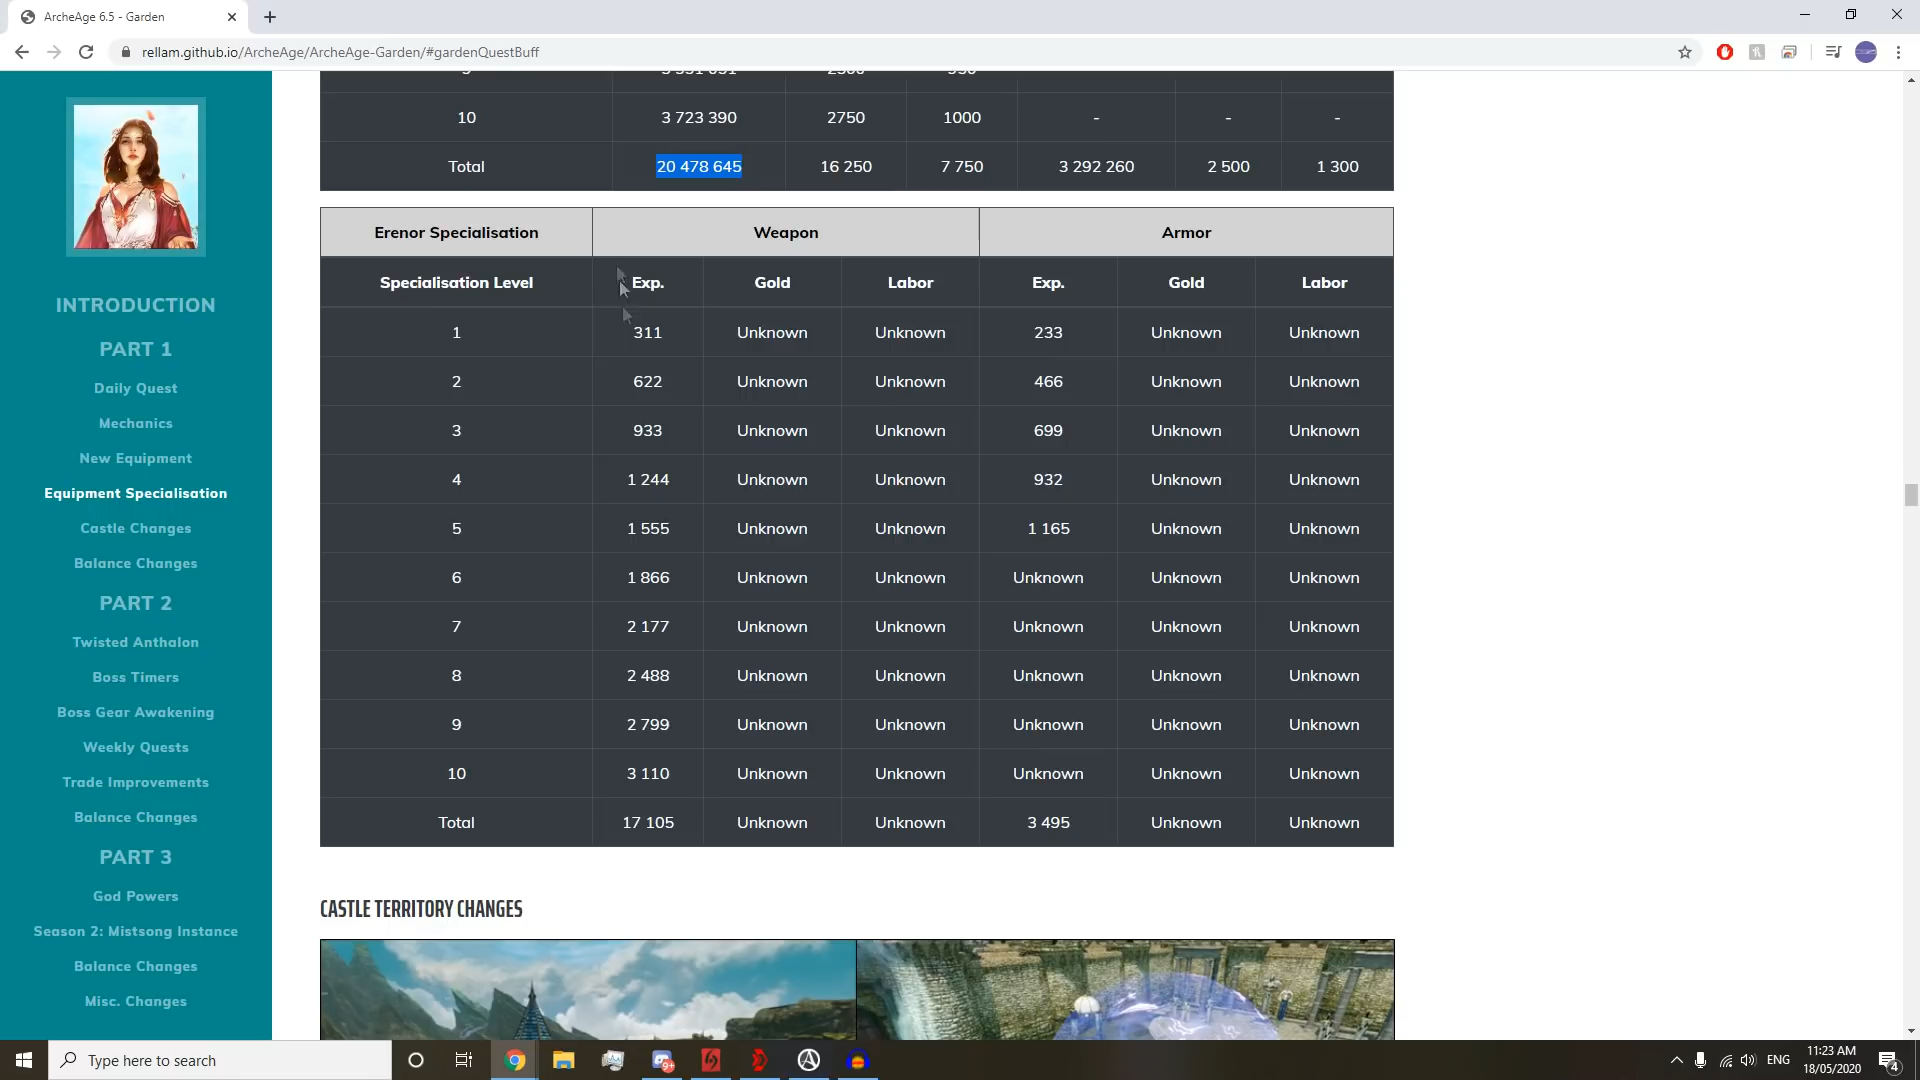 ArcheAge 6.5 - Garden
rellam.github.io/ArcheAge/ArcheAge-Garden/#gardenQuestBuff
INTRODUCTION
PART 1
Daily Quest
Mechanics
New Equipment
Equipment Specialisation
Castle Changes
Balance Changes
PART 2
Twisted Anthalon
Boss Timers
Boss Gear Awakening
Weekly Quests
Trade Improvements
Balance Changes
PART 3
God Powers
Season 2: Mistsong Instance
Balance Changes
Misc. Changes
10 3 723 390 2750 1000 - - -
Total 20 478 645 16 250 7 750 3 292 260 2 500 1 300
Erenor Specialisation Weapon Armor
Specialisation Level Exp. Gold Labor Exp. Gold Labor
1 311 Unknown Unknown 233 Unknown Unknown
2 622 Unknown Unknown 466 Unknown Unknown
3 933 Unknown Unknown 699 Unknown Unknown
4 1 244 Unknown Unknown 932 Unknown Unknown
5 1 555 Unknown Unknown 1 165 Unknown Unknown
6 1 866 Unknown Unknown Unknown Unknown Unknown
7 2 177 Unknown Unknown Unknown Unknown Unknown
8 2 488 Unknown Unknown Unknown Unknown Unknown
9 2 799 Unknown Unknown Unknown Unknown Unknown
10 3 110 Unknown Unknown Unknown Unknown Unknown
Total 17 105 Unknown Unknown 3 495 Unknown Unknown
CASTLE TERRITORY CHANGES
Type here to search
ENG
11:23 AM
18/05/2020
4